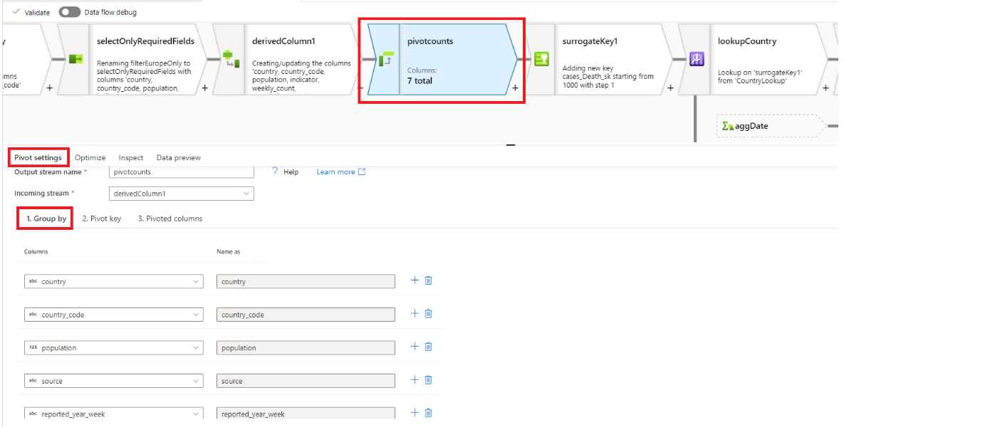 Validate
Data flow debug
y
mns
_code'
+
selectOnlyRequiredFields
Renaming filterEuropeOnly to
selectOnlyRequiredFields with
columns 'country,
country_code, population,
+
derivedColumn1
Creating/updating the columns
'country, country_code,
population, indicator,
weekly_count,
+
pivotcounts
Columns:
7 total
+
surrogateKey1
Adding new key
cases_Death_sk starting from
1000 with step 1
+
lookupCountry
Lookup on 'surrogateKey1'
from 'CountryLookup'
+
aggDate
Pivot settings Optimize Inspect Data preview
Output stream name * pivotcounts ? Help Learn more
Incoming stream * derivedColumn1
1. Group by 2. Pivot key 3. Pivoted columns
Columns Name as
abc country country
abc country_code country_code
123 population population
abc source source
abc reported_year_week reported_year_week